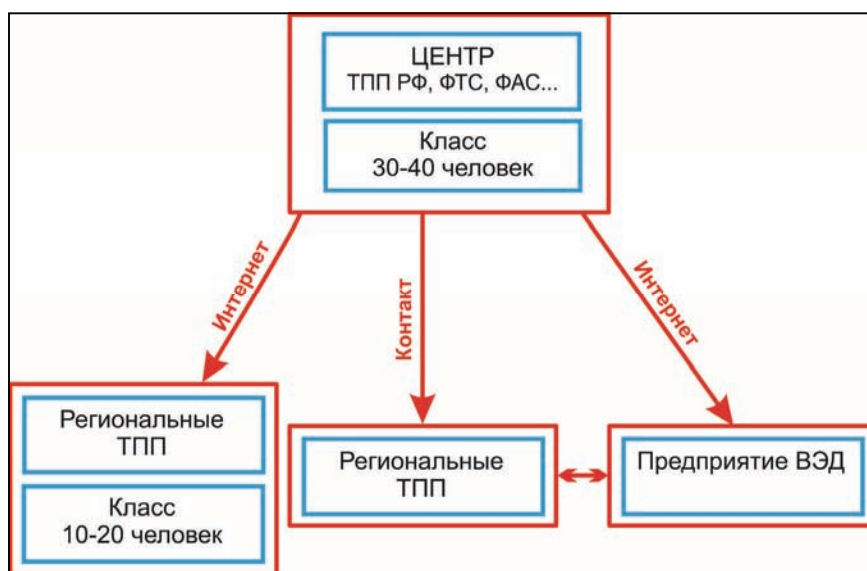 ЦЕНТР
ТПП РФ, ФТС, ФАС...
Класс
30-40 человек
Интернет
Контакт
Интернет
Региональные
ТПП
Класс
10-20 человек
Региональные
ТПП
Предприятие ВЭД